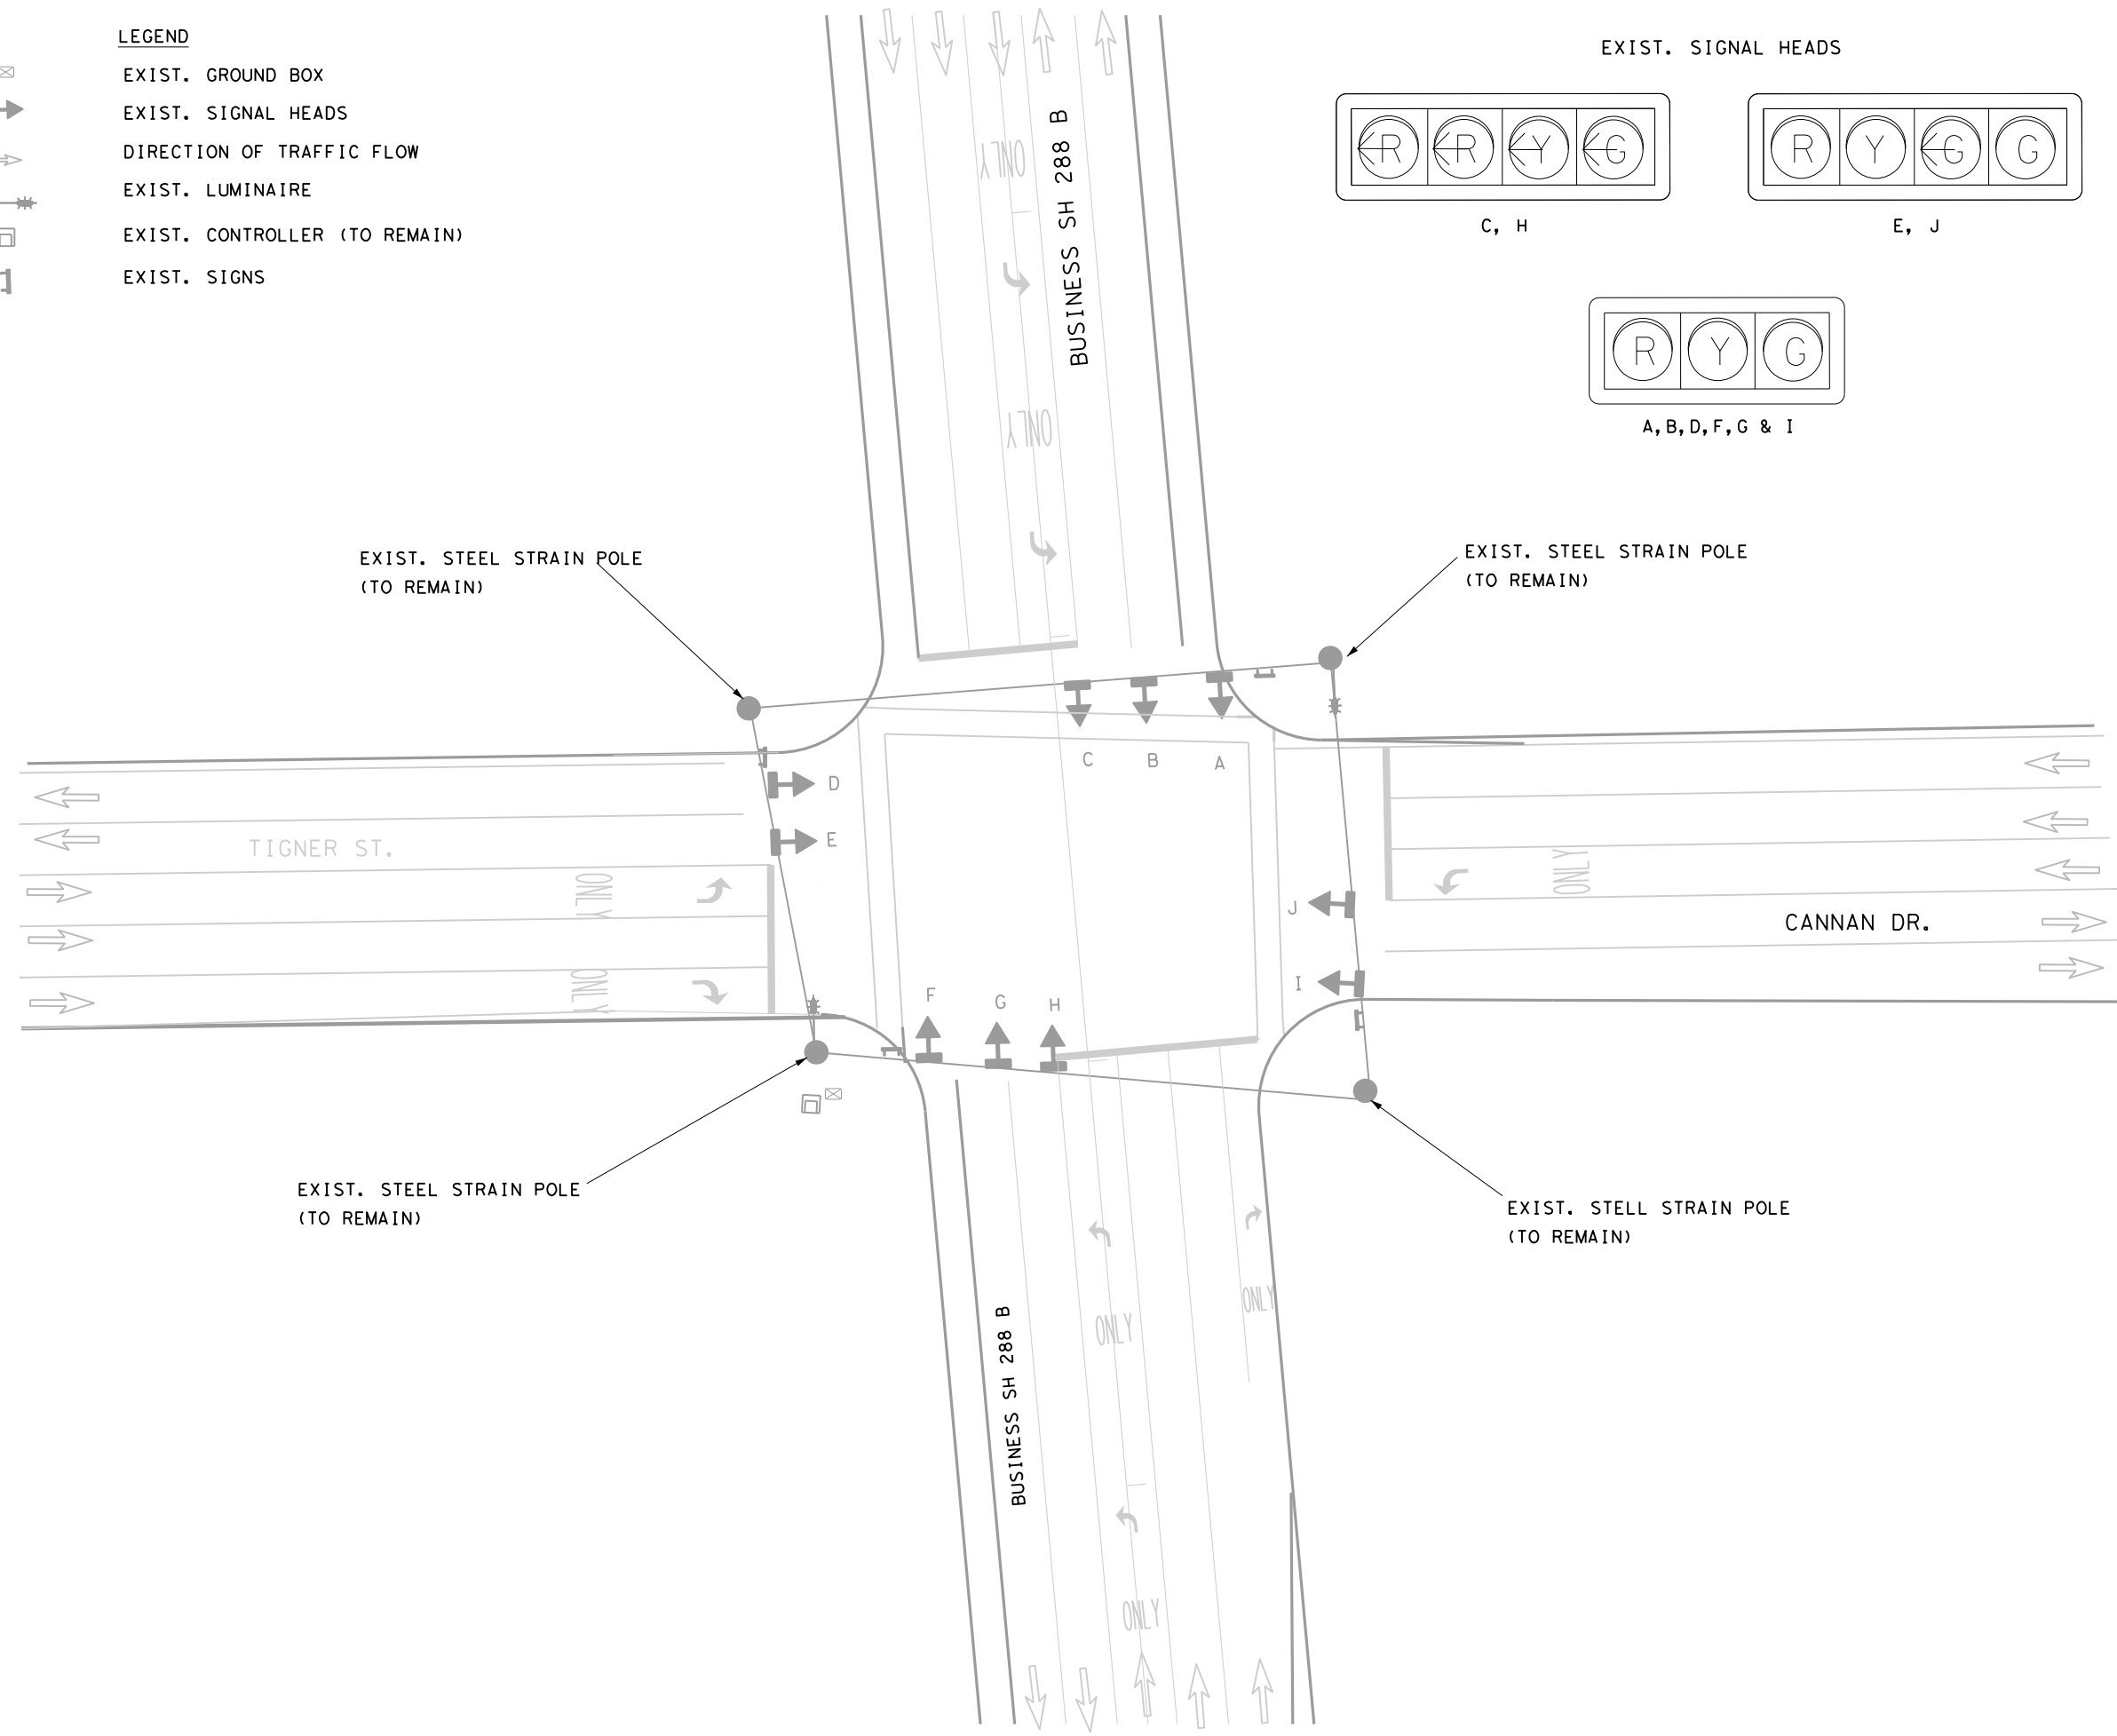 LEGEND
EXIST. GROUND BOX
EXIST. SIGNAL HEADS
DIRECTION OF TRAFFIC FLOW
EXIST. LUMINAIRE
EXIST. CONTROLLER (TO REMAIN)
EXIST. SIGNS
EXIST. SIGNAL HEADS
R R Y G
R Y G G
C, H
E, J
R Y G
A,B,D,F,G & I
ONLY
BUSINESS SH 288 B
ONLY
EXIST. STEEL STRAIN POLE
(TO REMAIN)
EXIST. STEEL STRAIN POLE
(TO REMAIN)
C B A
D
E
TIGNER ST.
ONLY
ONLY
ONLY
J
CANNAN DR.
I
F G H
EXIST. STEEL STRAIN POLE
(TO REMAIN)
EXIST. STELL STRAIN POLE
(TO REMAIN)
ONLY
ONLY
BUSINESS SH 288 B
ONLY